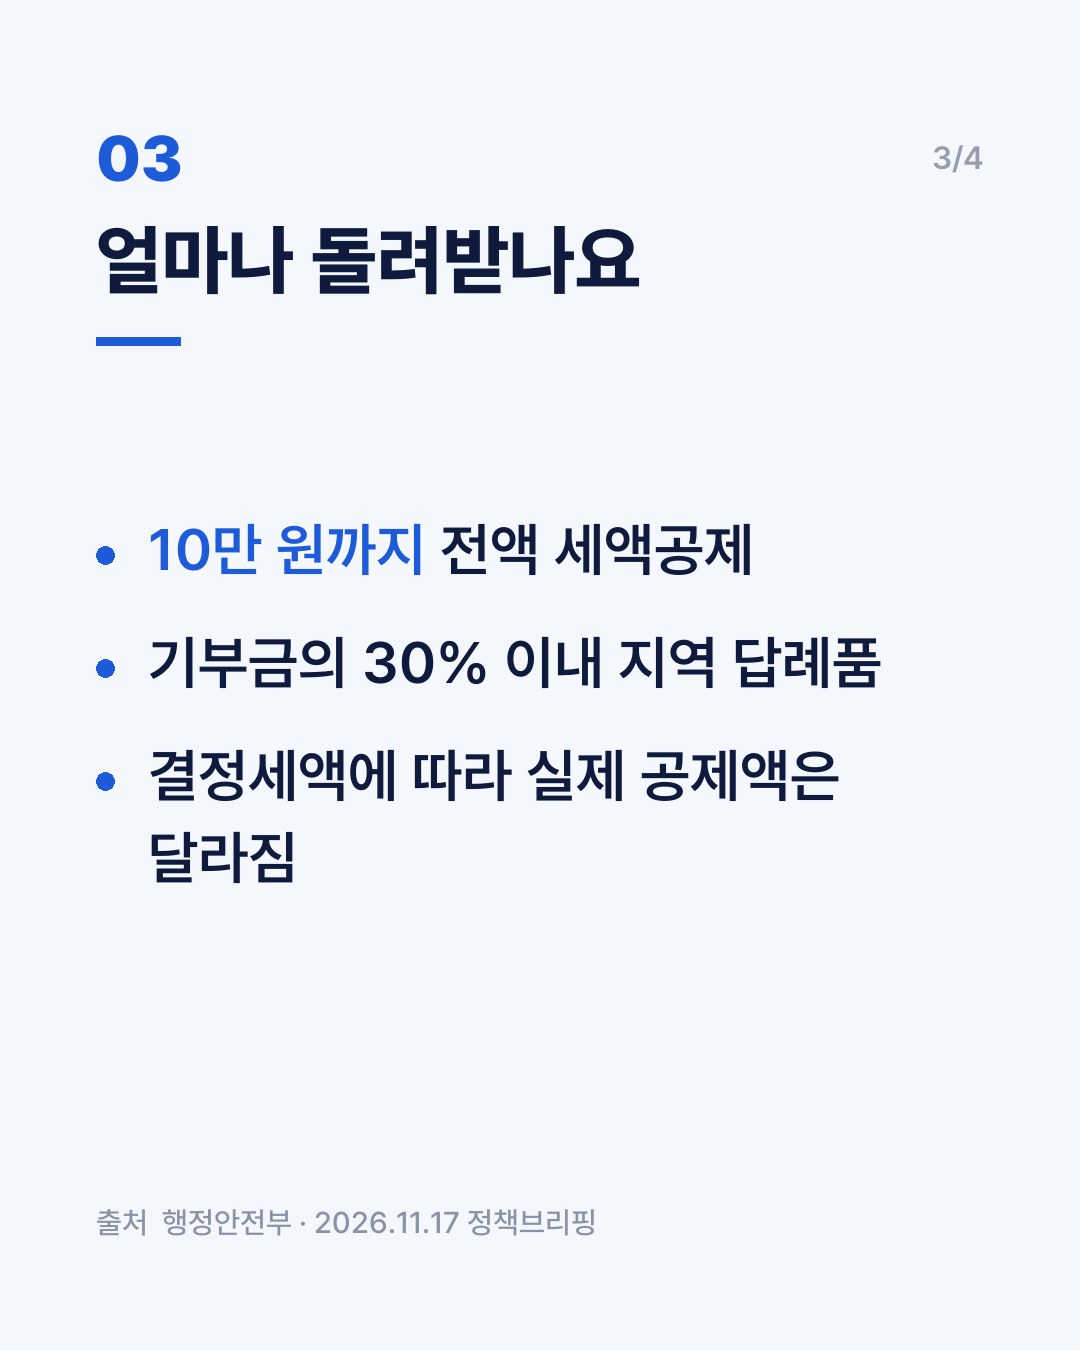 03
3/4
얼마나 돌려받나요
• 10만 원까지 전액 세액공제
• 기부금의 30% 이내 지역 답례품
• 결정세액에 따라 실제 공제액은
달라짐
출처 행정안전부 · 2026.11.17 정책브리핑